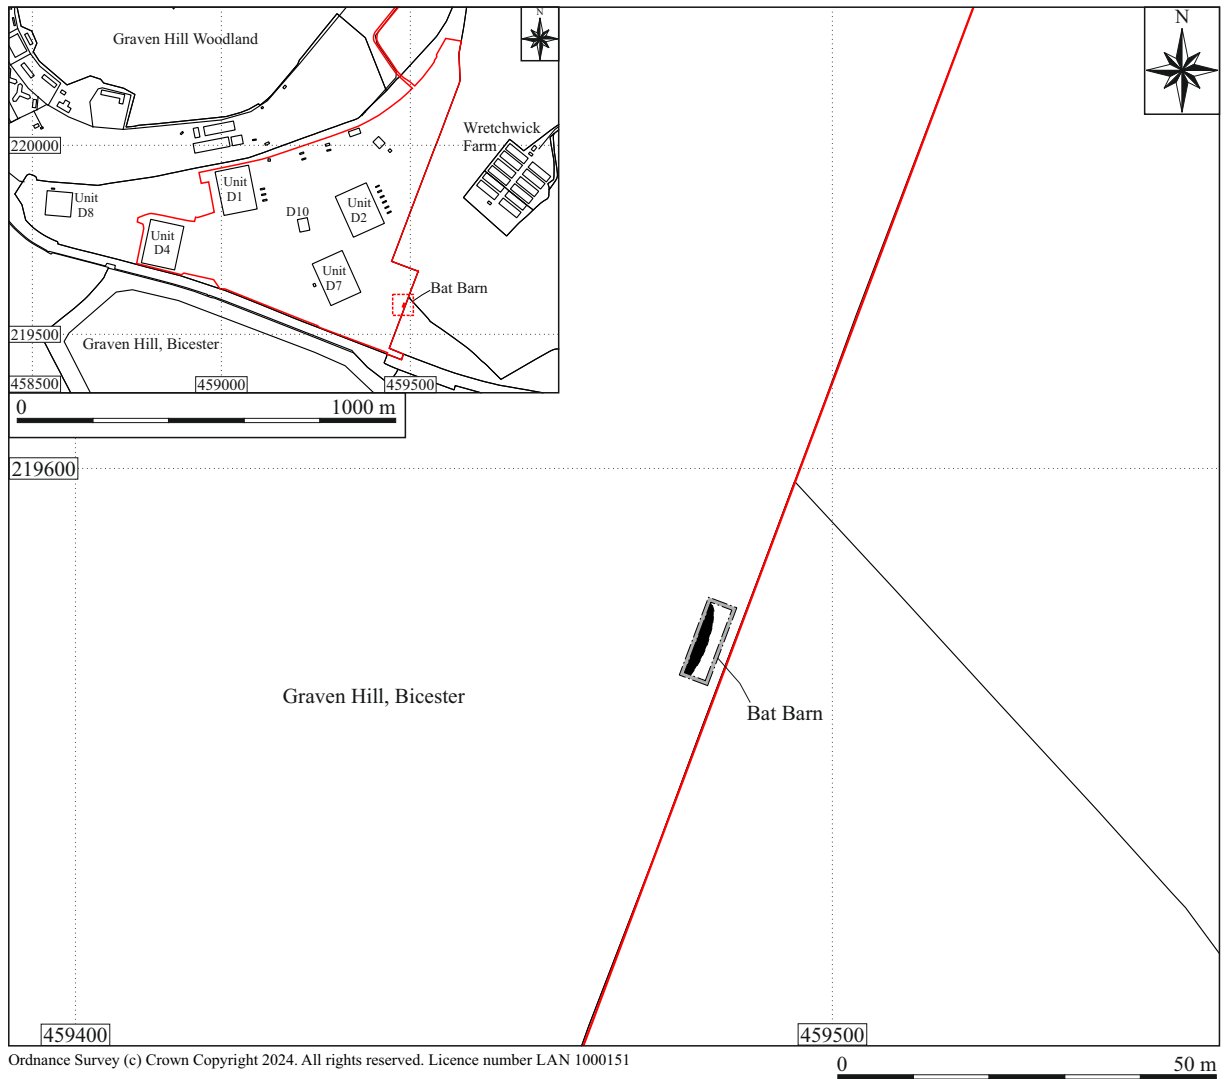 Graven Hill Woodland
N
N
Wretchwick
Farm
220000
Unit
D1
Unit
D8
D10
Unit
D2
Unit
D4
Unit
D7
Bat Barn
219500
Graven Hill, Bicester
458500
459000
459500
0
1000 m
219600
Graven Hill, Bicester
Bat Barn
459400
459500
Ordnance Survey (c) Crown Copyright 2024. All rights reserved. Licence number LAN 1000151
0
50 m